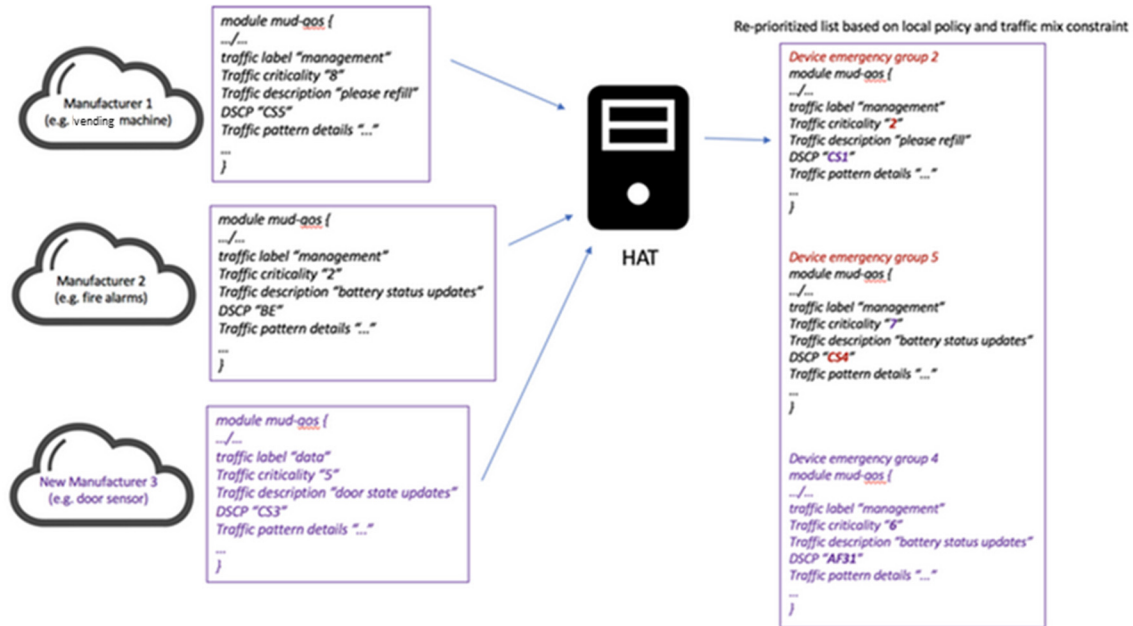 Manufacturer 1
(e.g. vending machine)
module mud-qos {
.../...
traffic label "management"
Traffic criticality "8"
Traffic description "please refill"
DSCP "CS5"
Traffic pattern details "..."
...
}
Manufacturer 2
(e.g. fire alarms)
module mud-qos {
.../...
traffic label "management"
Traffic criticality "2"
Traffic description "battery status updates"
DSCP "BE"
Traffic pattern details "..."
...
}
New Manufacturer 3
(e.g. door sensor)
module mud-qos {
.../...
traffic label "data"
Traffic criticality "5"
Traffic description "door state updates"
DSCP "CS3"
Traffic pattern details "..."
...
}
HAT
Re-prioritized list based on local policy and traffic mix constraint
Device emergency group 2
module mud-qos {
.../...
traffic label "management"
Traffic criticality "2"
Traffic description "please refill"
DSCP "CS1"
Traffic pattern details "..."
...
}
Device emergency group 5
module mud-qos {
.../...
traffic label "management"
Traffic criticality "7"
Traffic description "battery status updates"
DSCP "CS4"
Traffic pattern details "..."
...
}
Device emergency group 4
module mud-qos {
.../...
traffic label "management"
Traffic criticality "6"
Traffic description "battery status updates"
DSCP "AF31"
Traffic pattern details "..."
...
}